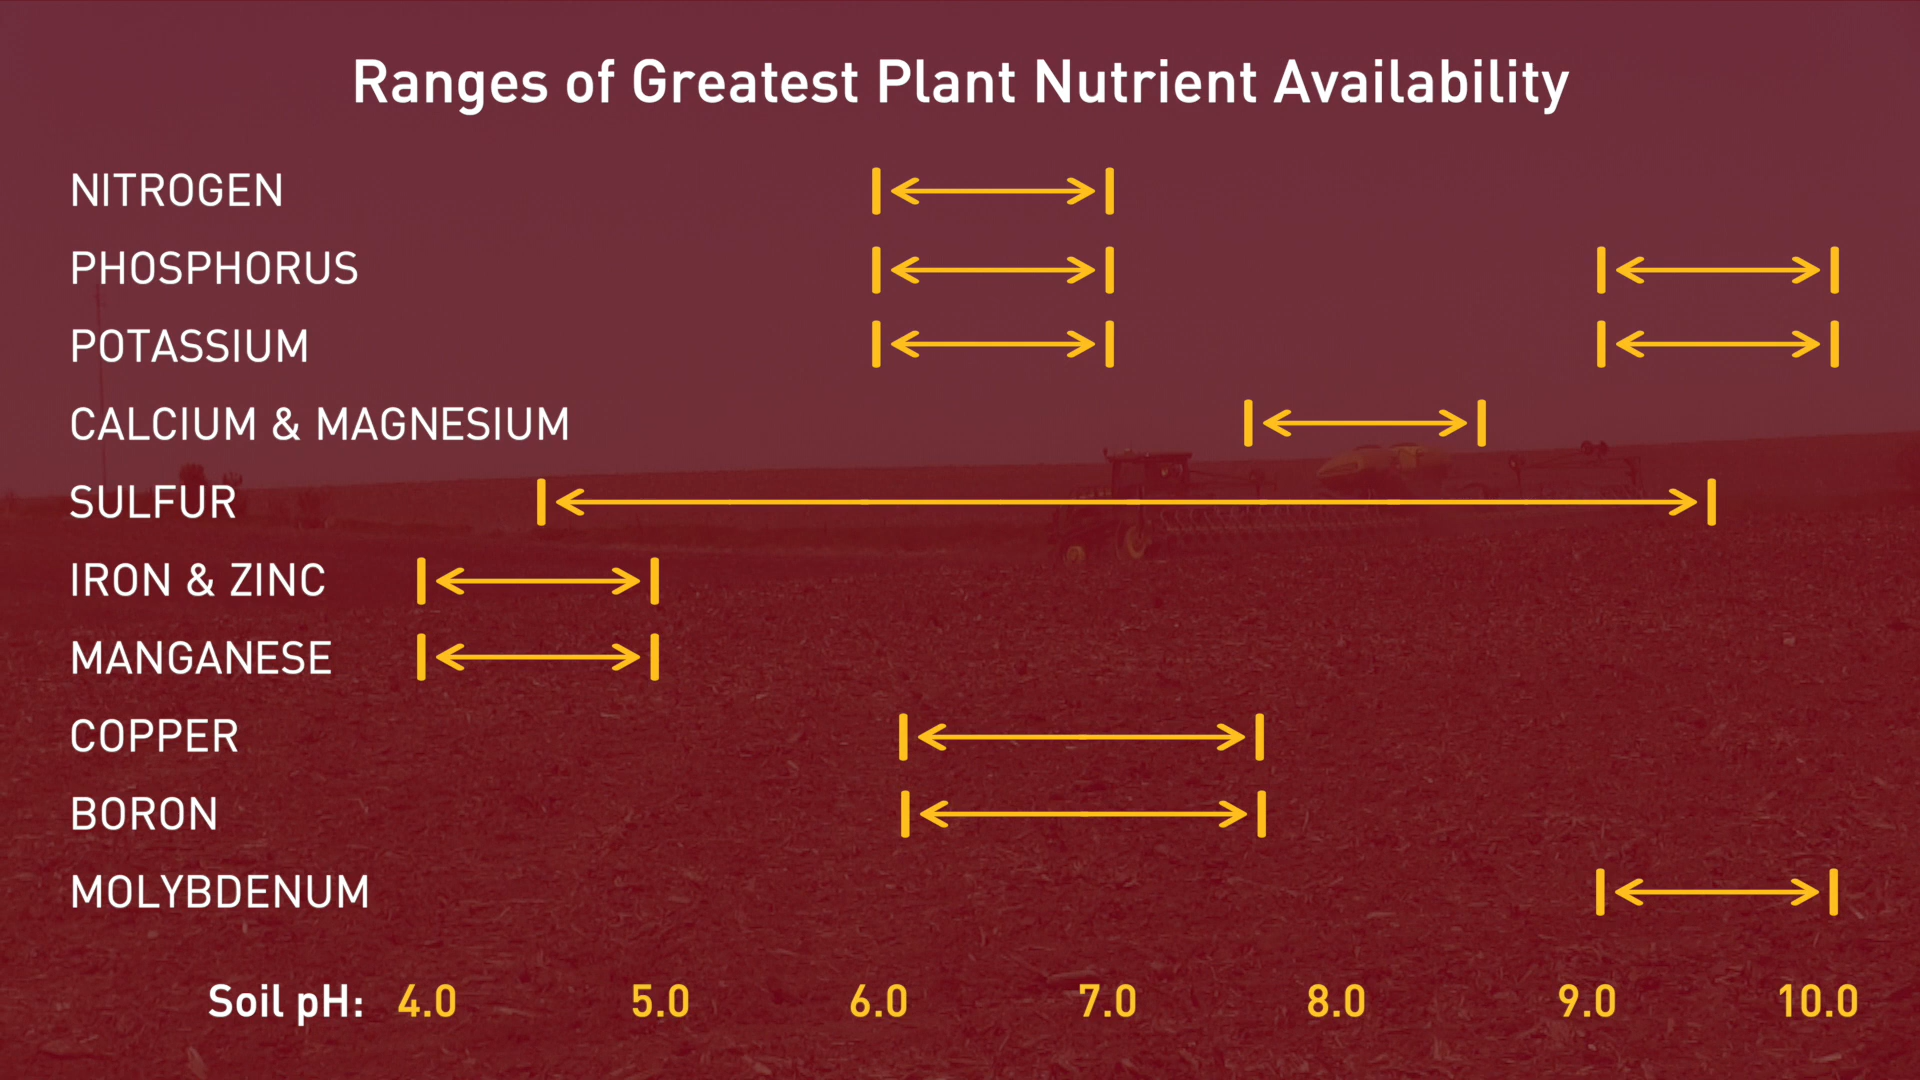 Ranges of Greatest Plant Nutrient Availability
NITROGEN
PHOSPHORUS
POTASSIUM
CALCIUM & MAGNESIUM
SULFUR
IRON & ZINC
MANGANESE
COPPER
BORON
MOLYBDENUM
Soil pH: 4.0 5.0 6.0 7.0 8.0 9.0 10.0